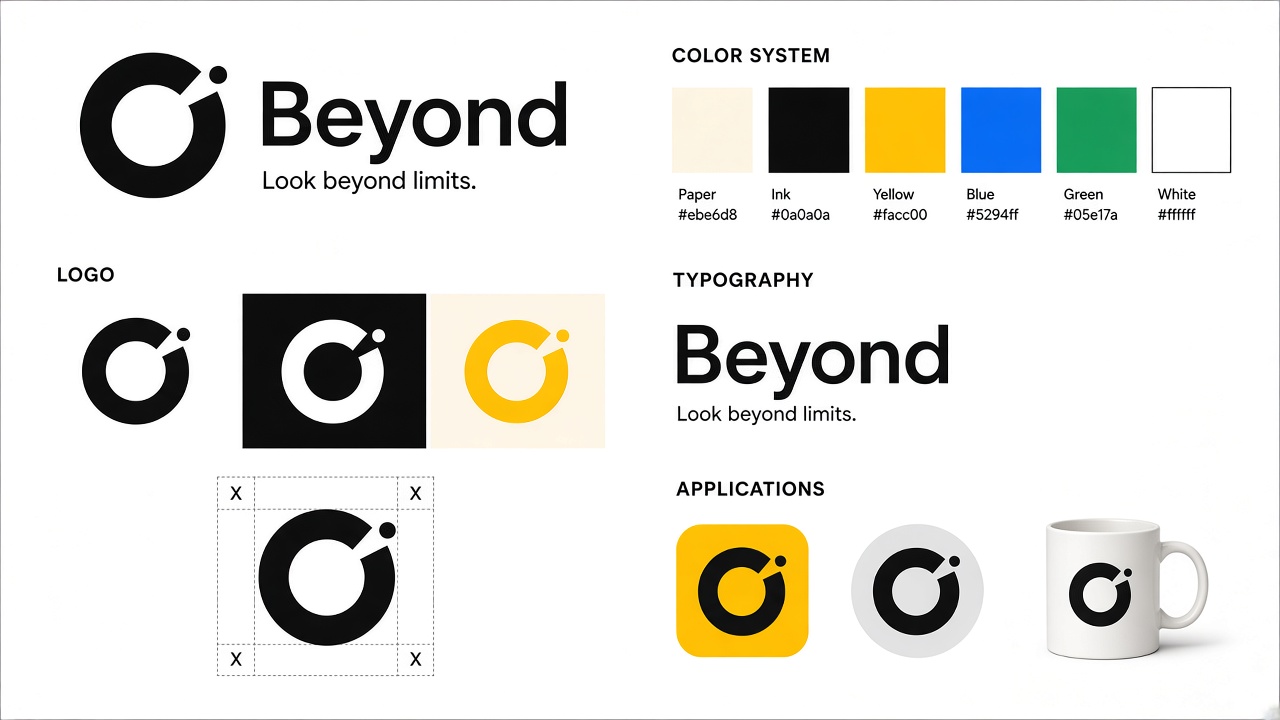 Beyond
Look beyond limits.
COLOR SYSTEM
Paper
#ebe6d8
Ink
#0a0a0a
Yellow
#facc00
Blue
#5294ff
Green
#05e17a
White
#ffffff
LOGO
X X
X X
TYPOGRAPHY
Beyond
Look beyond limits.
APPLICATIONS